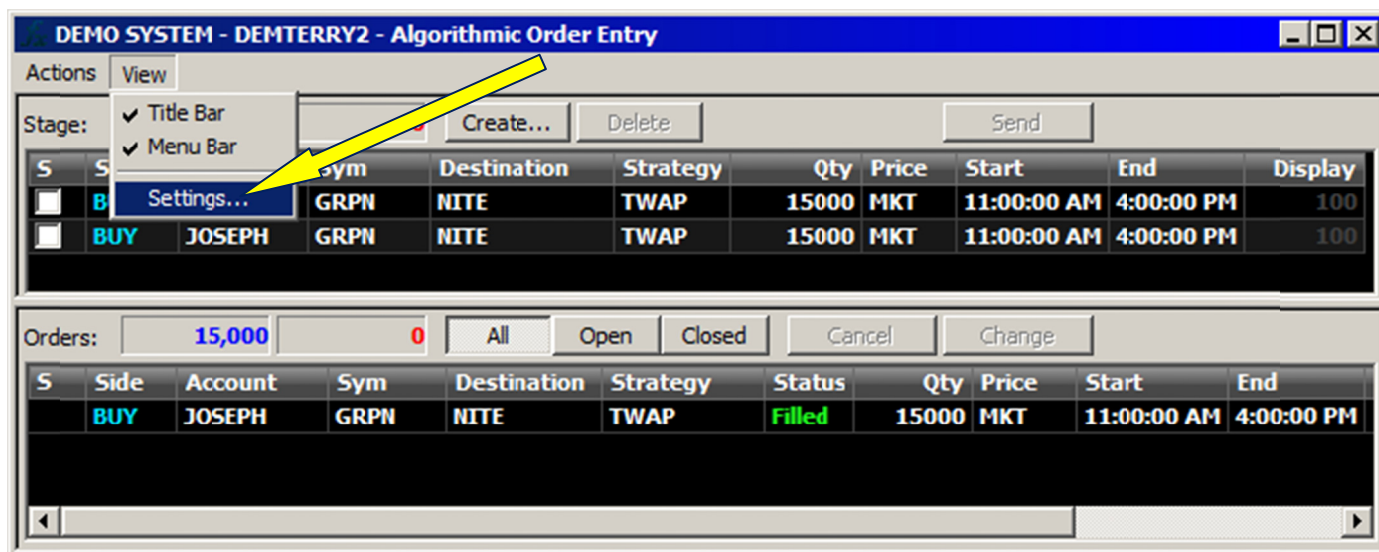 DEMO SYSTEM - DEMTERRY2 - Algorithmic Order Entry
Actions View
Title Bar
Menu Bar
Settings...
Stage: Create... Delete Send
S Sym Destination Strategy Qty Price Start End Display
GRPN NITE TWAP 15000 MKT 11:00:00 AM 4:00:00 PM 100
BUY JOSEPH GRPN NITE TWAP 15000 MKT 11:00:00 AM 4:00:00 PM 100
Orders: 15,000 0 All Open Closed Cancel Change
S Side Account Sym Destination Strategy Status Qty Price Start End
BUY JOSEPH GRPN NITE TWAP Filled 15000 MKT 11:00:00 AM 4:00:00 PM